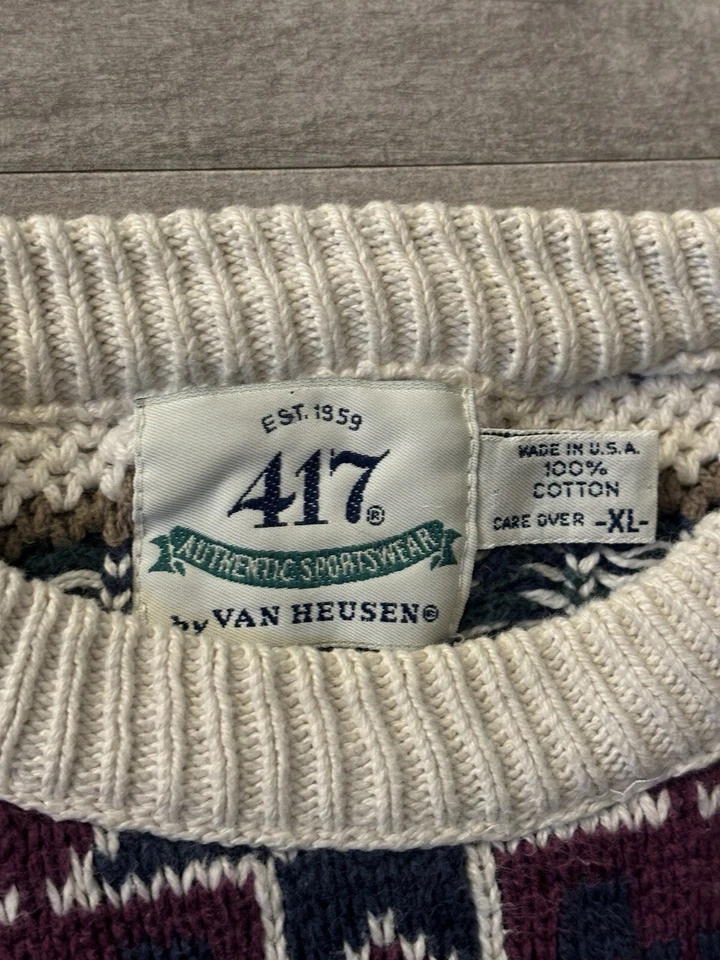 EST. 1959
417®
AUTHENTIC SPORTSWEAR
by VAN HEUSEN®
MADE IN U.S.A.
100%
COTTON
CARE OVER -XL-